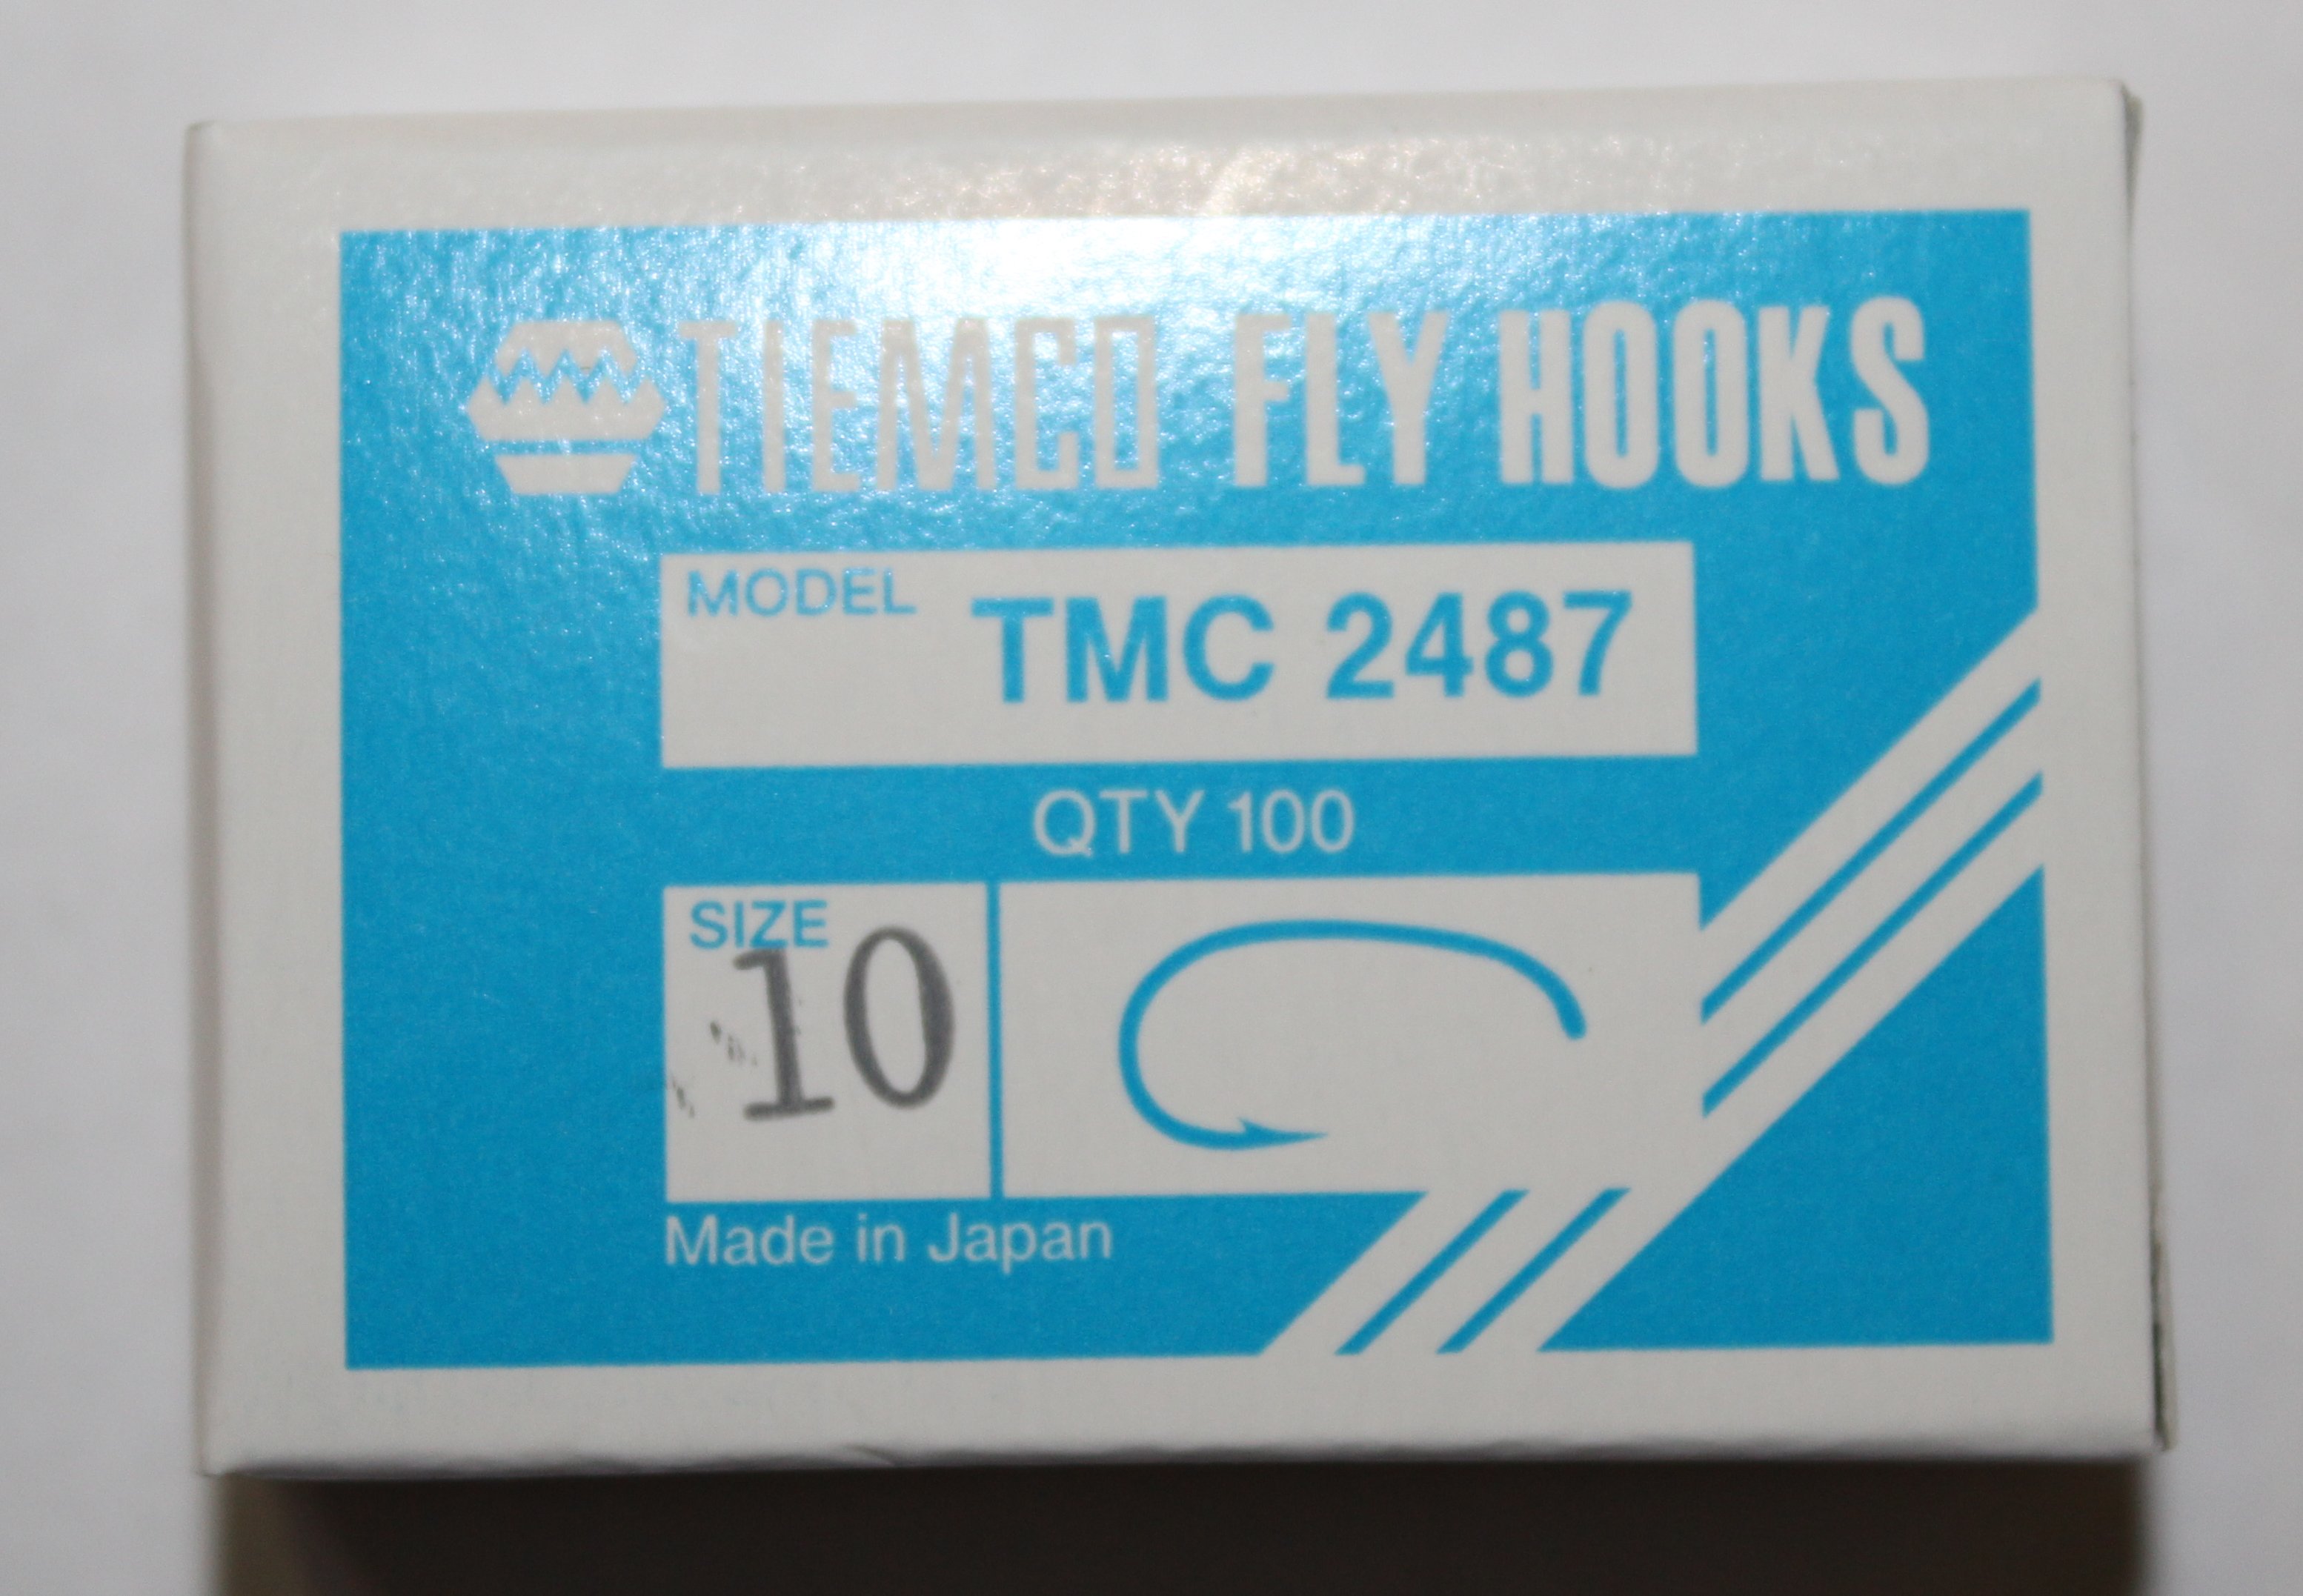 TIEMCO FLY HOOKS
MODEL TMC 2487
QTY 100
SIZE
10
Made in Japan